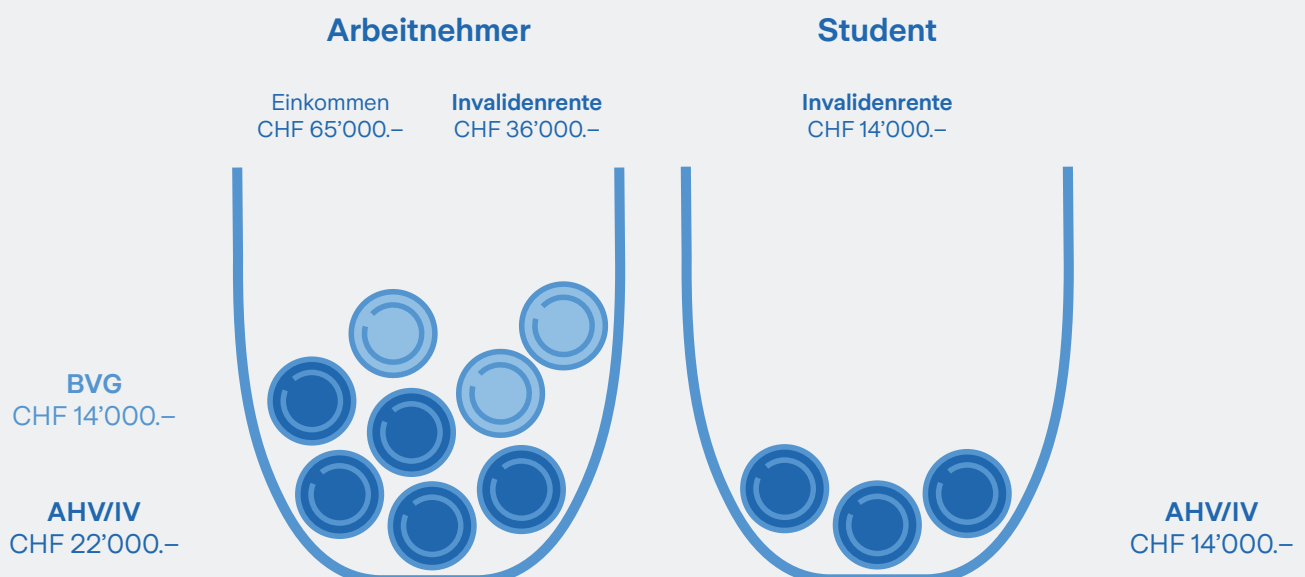 Arbeitnehmer
Student
Einkommen
CHF 65’000.–
Invalidenrente
CHF 36’000.–
Invalidenrente
CHF 14’000.–
BVG
CHF 14’000.–
AHV/IV
CHF 22’000.–
AHV/IV
CHF 14’000.–